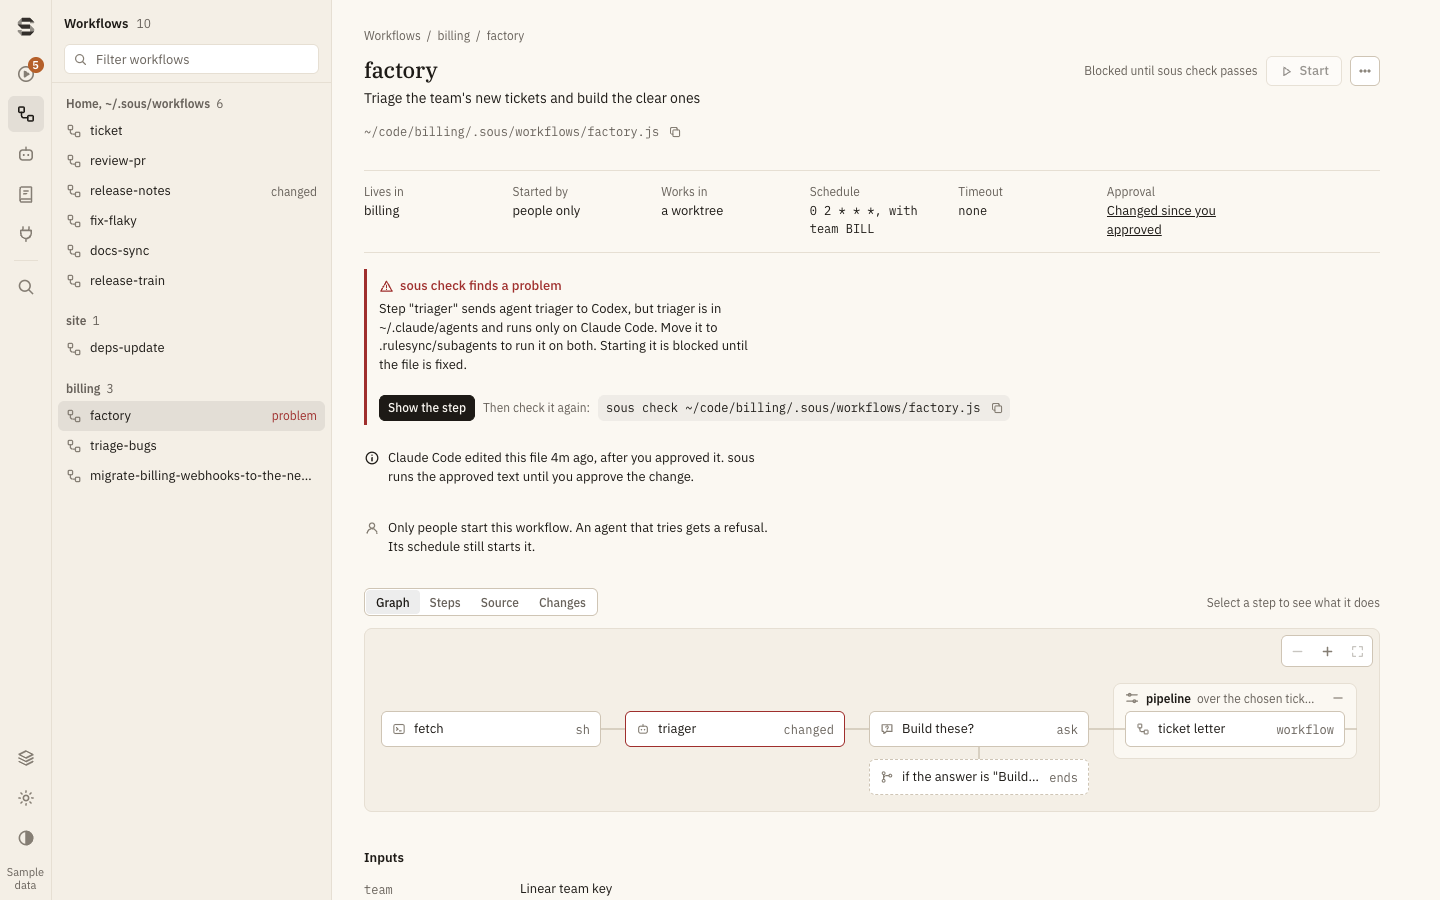 Workflows 10
5
Filter workflows
Home, ~/.sous/workflows 6
ticket
review-pr
release-notes changed
fix-flaky
docs-sync
release-train
site 1
deps-update
billing 3
factory problem
triage-bugs
migrate-billing-webhooks-to-the-ne...
Sample
data
Workflows / billing / factory
factory
Blocked until sous check passes
Start
Triage the team's new tickets and build the clear ones
~/code/billing/.sous/workflows/factory.js
Lives in
billing
Started by
people only
Works in
a worktree
Schedule
0 2 * * *, with
team BILL
Timeout
none
Approval
Changed since you
approved
sous check finds a problem
Step "triager" sends agent triager to Codex, but triager is in
~/.claude/agents and runs only on Claude Code. Move it to
.rulesync/subagents to run it on both. Starting it is blocked until
the file is fixed.
Show the step
Then check it again:
sous check ~/code/billing/.sous/workflows/factory.js
Claude Code edited this file 4m ago, after you approved it. sous
runs the approved text until you approve the change.
Only people start this workflow. An agent that tries gets a refusal.
Its schedule still starts it.
Graph Steps Source Changes
Select a step to see what it does
pipeline over the chosen tick...
fetch sh
triager changed
Build these? ask
ticket letter workflow
if the answer is "Build... ends
Inputs
team Linear team key